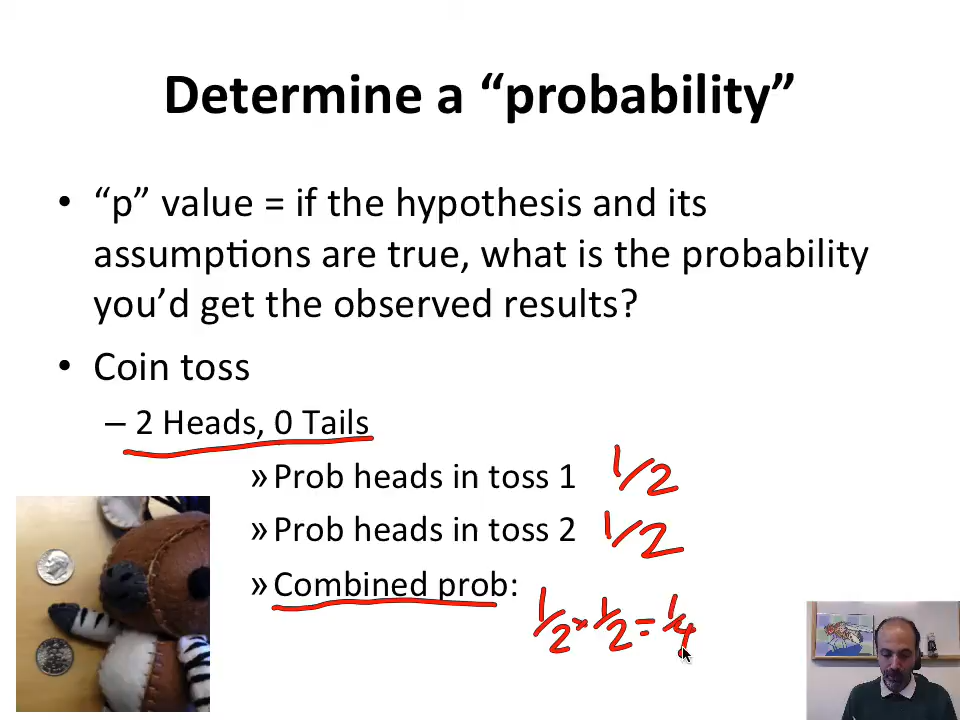 Determine a “probability”
• “p” value = if the hypothesis and its
assumptions are true, what is the probability
you’d get the observed results?
• Coin toss
– 2 Heads, 0 Tails
» Prob heads in toss 1 1/2
» Prob heads in toss 2 1/2
» Combined prob:
1/2 × 1/2 = 1/4